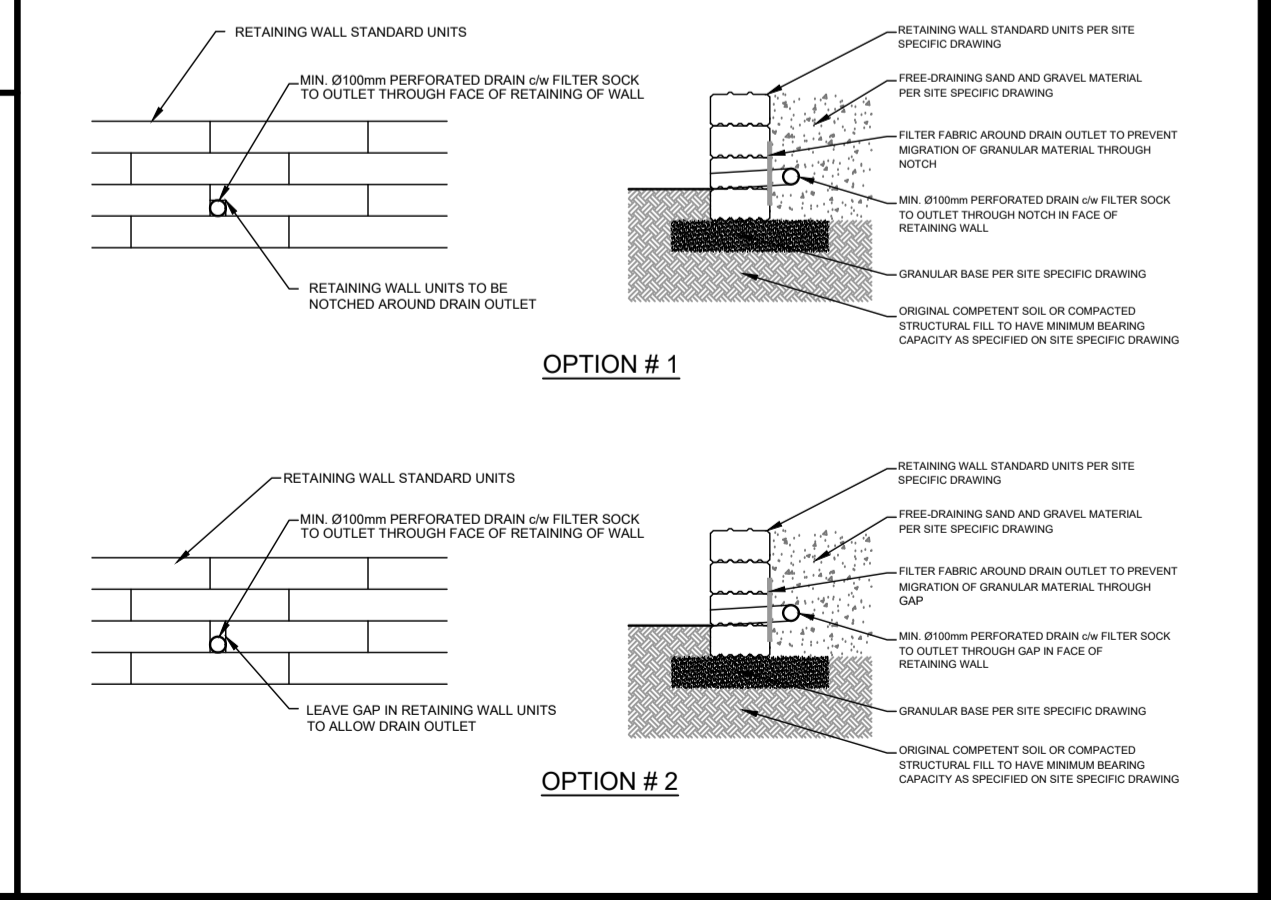 RETAINING WALL STANDARD UNITS
MIN. Ø100mm PERFORATED DRAIN c/w FILTER SOCK
TO OUTLET THROUGH FACE OF RETAINING OF WALL
RETAINING WALL UNITS TO BE
NOTCHED AROUND DRAIN OUTLET
RETAINING WALL STANDARD UNITS PER SITE
SPECIFIC DRAWING
FREE-DRAINING SAND AND GRAVEL MATERIAL
PER SITE SPECIFIC DRAWING
FILTER FABRIC AROUND DRAIN OUTLET TO PREVENT
MIGRATION OF GRANULAR MATERIAL THROUGH
NOTCH
MIN. Ø100mm PERFORATED DRAIN c/w FILTER SOCK
TO OUTLET THROUGH NOTCH IN FACE OF
RETAINING WALL
GRANULAR BASE PER SITE SPECIFIC DRAWING
ORIGINAL COMPETENT SOIL OR COMPACTED
STRUCTURAL FILL TO HAVE MINIMUM BEARING
CAPACITY AS SPECIFIED ON SITE SPECIFIC DRAWING
OPTION # 1
RETAINING WALL STANDARD UNITS
MIN. Ø100mm PERFORATED DRAIN c/w FILTER SOCK
TO OUTLET THROUGH FACE OF RETAINING OF WALL
LEAVE GAP IN RETAINING WALL UNITS
TO ALLOW DRAIN OUTLET
RETAINING WALL STANDARD UNITS PER SITE
SPECIFIC DRAWING
FREE-DRAINING SAND AND GRAVEL MATERIAL
PER SITE SPECIFIC DRAWING
FILTER FABRIC AROUND DRAIN OUTLET TO PREVENT
MIGRATION OF GRANULAR MATERIAL THROUGH
GAP
MIN. Ø100mm PERFORATED DRAIN c/w FILTER SOCK
TO OUTLET THROUGH GAP IN FACE OF
RETAINING WALL
GRANULAR BASE PER SITE SPECIFIC DRAWING
ORIGINAL COMPETENT SOIL OR COMPACTED
STRUCTURAL FILL TO HAVE MINIMUM BEARING
CAPACITY AS SPECIFIED ON SITE SPECIFIC DRAWING
OPTION # 2